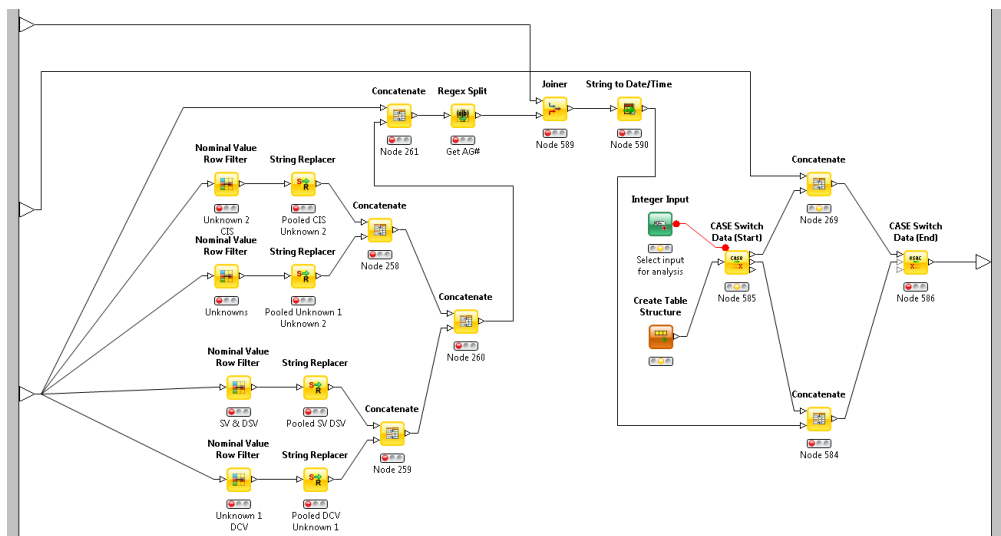 Concatenate
Node 261
Regex Split
Get AG#
Joiner
Node 589
String to Date/Time
Node 590
Nominal Value
Row Filter
Unknown 2
CIS
String Replacer
Pooled CIS
Unknown 2
Concatenate
Node 258
Nominal Value
Row Filter
Unknowns
String Replacer
Pooled Unknown 1
Unknown 2
Concatenate
Node 260
Nominal Value
Row Filter
SV & DSV
String Replacer
Pooled SV DSV
Concatenate
Node 259
Nominal Value
Row Filter
Unknown 1
DCV
String Replacer
Pooled DCV
Unknown 1
Integer Input
Select input
for analysis
Create Table
Structure
CASE Switch
Data (Start)
Node 585
Concatenate
Node 269
CASE Switch
Data (End)
Node 586
Concatenate
Node 584